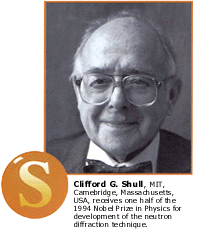 S
Clifford G. Shull, MIT,
Camebridge, Massachusetts,
USA, receives one half of the
1994 Nobel Prize in Physics for
development of the neutron
diffraction technique.